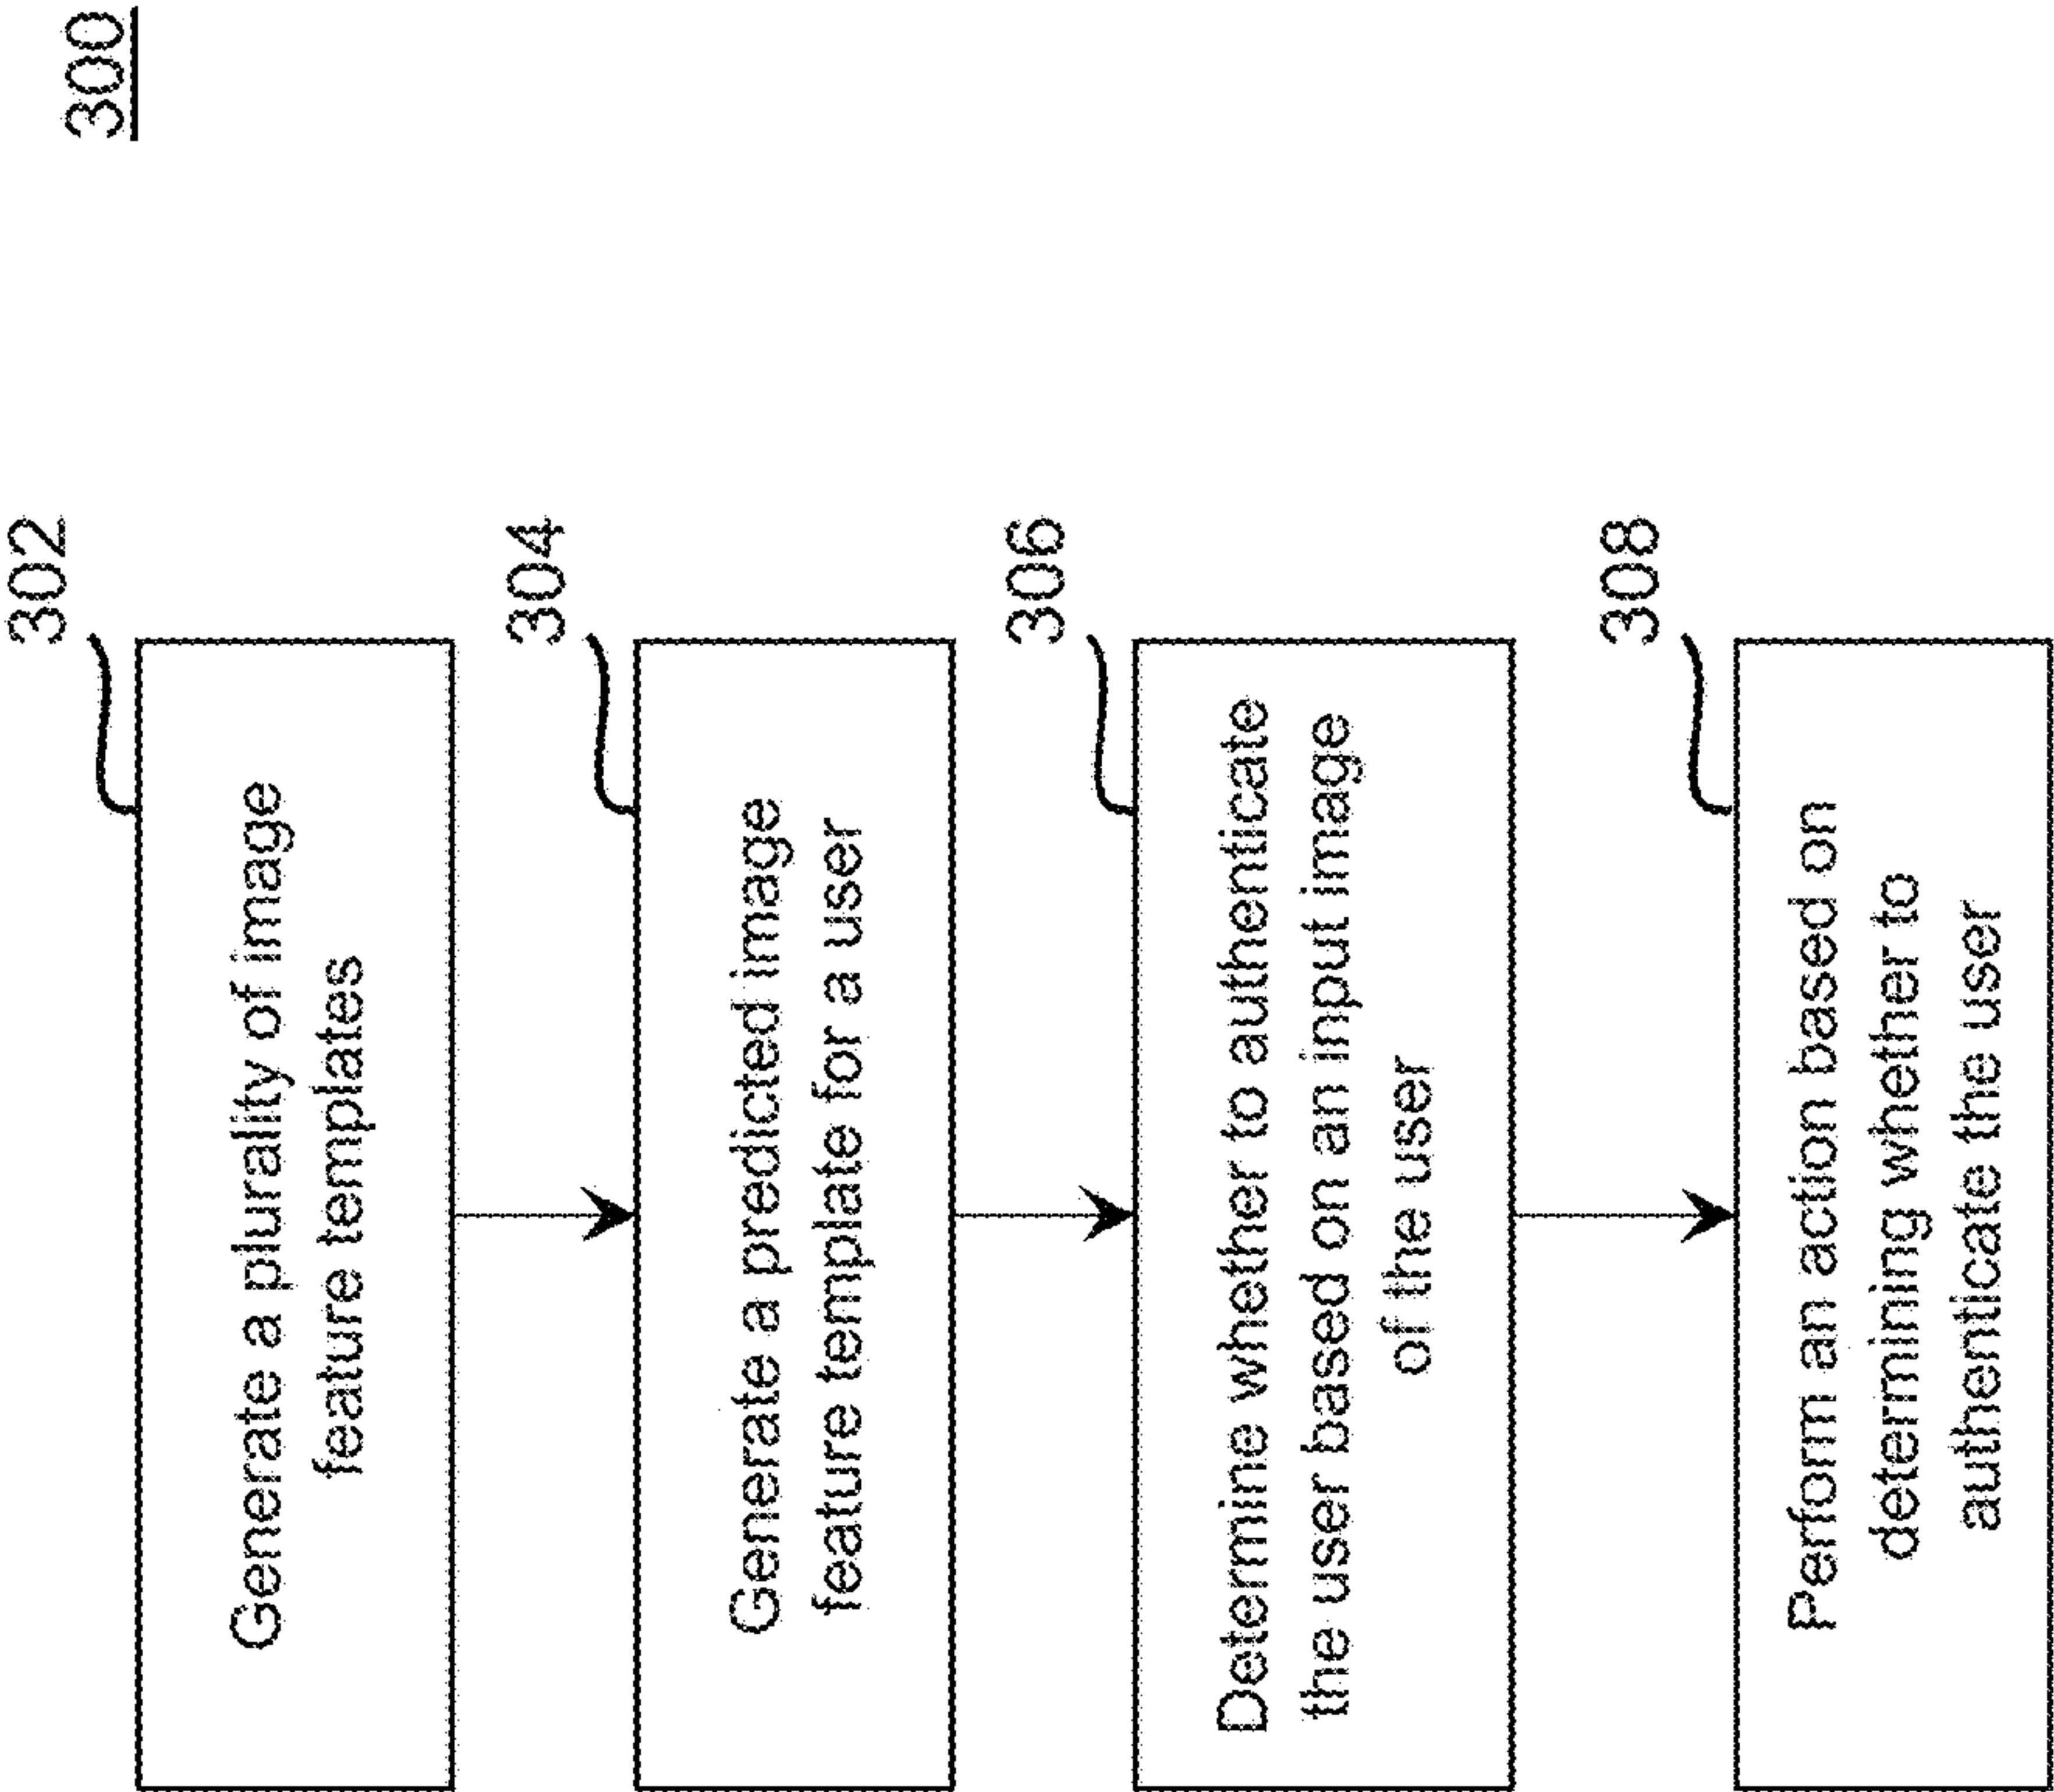 300
302
Generate a plurality of image
feature templates
304
Generate a predicted image
feature template for a user
306
Determine whether to authenticate
the user based on an input image
of the user
308
Perform an action based on
determining whether to
authenticate the user